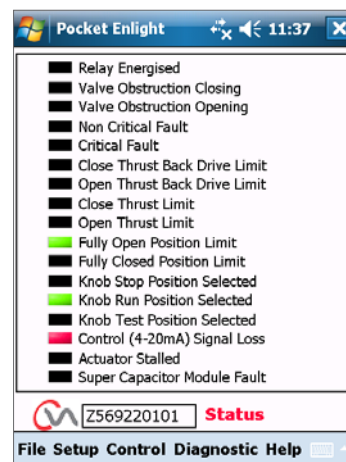 Pocket Enlight 11:37
Relay Energised
Valve Obstruction Closing
Valve Obstruction Opening
Non Critical Fault
Critical Fault
Close Thrust Back Drive Limit
Open Thrust Back Drive Limit
Close Thrust Limit
Open Thrust Limit
Fully Open Position Limit
Fully Closed Position Limit
Knob Stop Position Selected
Knob Run Position Selected
Knob Test Position Selected
Control (4-20mA) Signal Loss
Actuator Stalled
Super Capacitor Module Fault
Z569220101 Status
File Setup Control Diagnostic Help